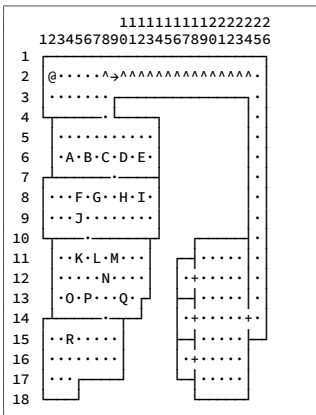 11111111112222222
12345678901234567890123456
1
2 @·····^→^^^^^^^^^^^^^^^·
3 ······· ·
4 · ·
5 ··········· ·
6 ·A·B·C·D·E· ·
7 · ·
8 ···F·G··H·I· ·
9 ···J········ ·
10 · ·
11 ··K·L·M··· ····· ·
12 ·····N···· ·+····· ·
13 ·O·P···Q· ····· ·
14 · ·+·····+·
15 ··R····· ·····
16 ········ ·+·····
17 ··· ·····
18